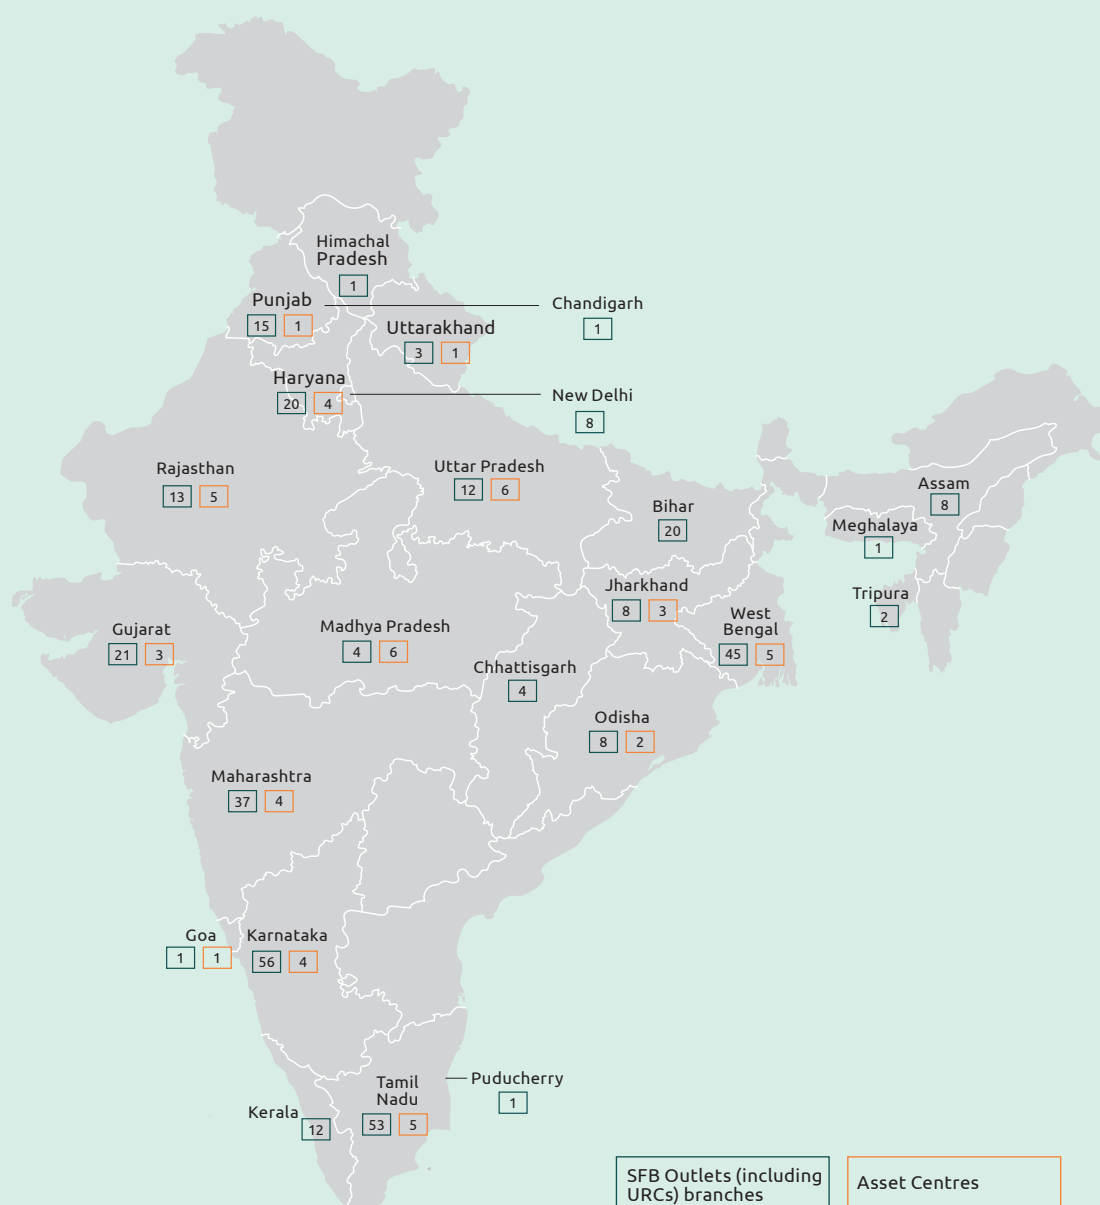 Himachal
Pradesh
1
Punjab
15 1
Chandigarh
1
Uttarakhand
3 1
Haryana
20 4
New Delhi
8
Rajasthan
13 5
Uttar Pradesh
12 6
Bihar
20
Assam
8
Meghalaya
1
Tripura
2
Jharkhand
8 3
West
Bengal
45 5
Gujarat
21 3
Madhya Pradesh
4 6
Chhattisgarh
4
Odisha
8 2
Maharashtra
37 4
Goa
1 1
Karnataka
56 4
Puducherry
1
Tamil
Nadu
53 5
Kerala
12
SFB Outlets (including
URCs) branches
Asset Centres